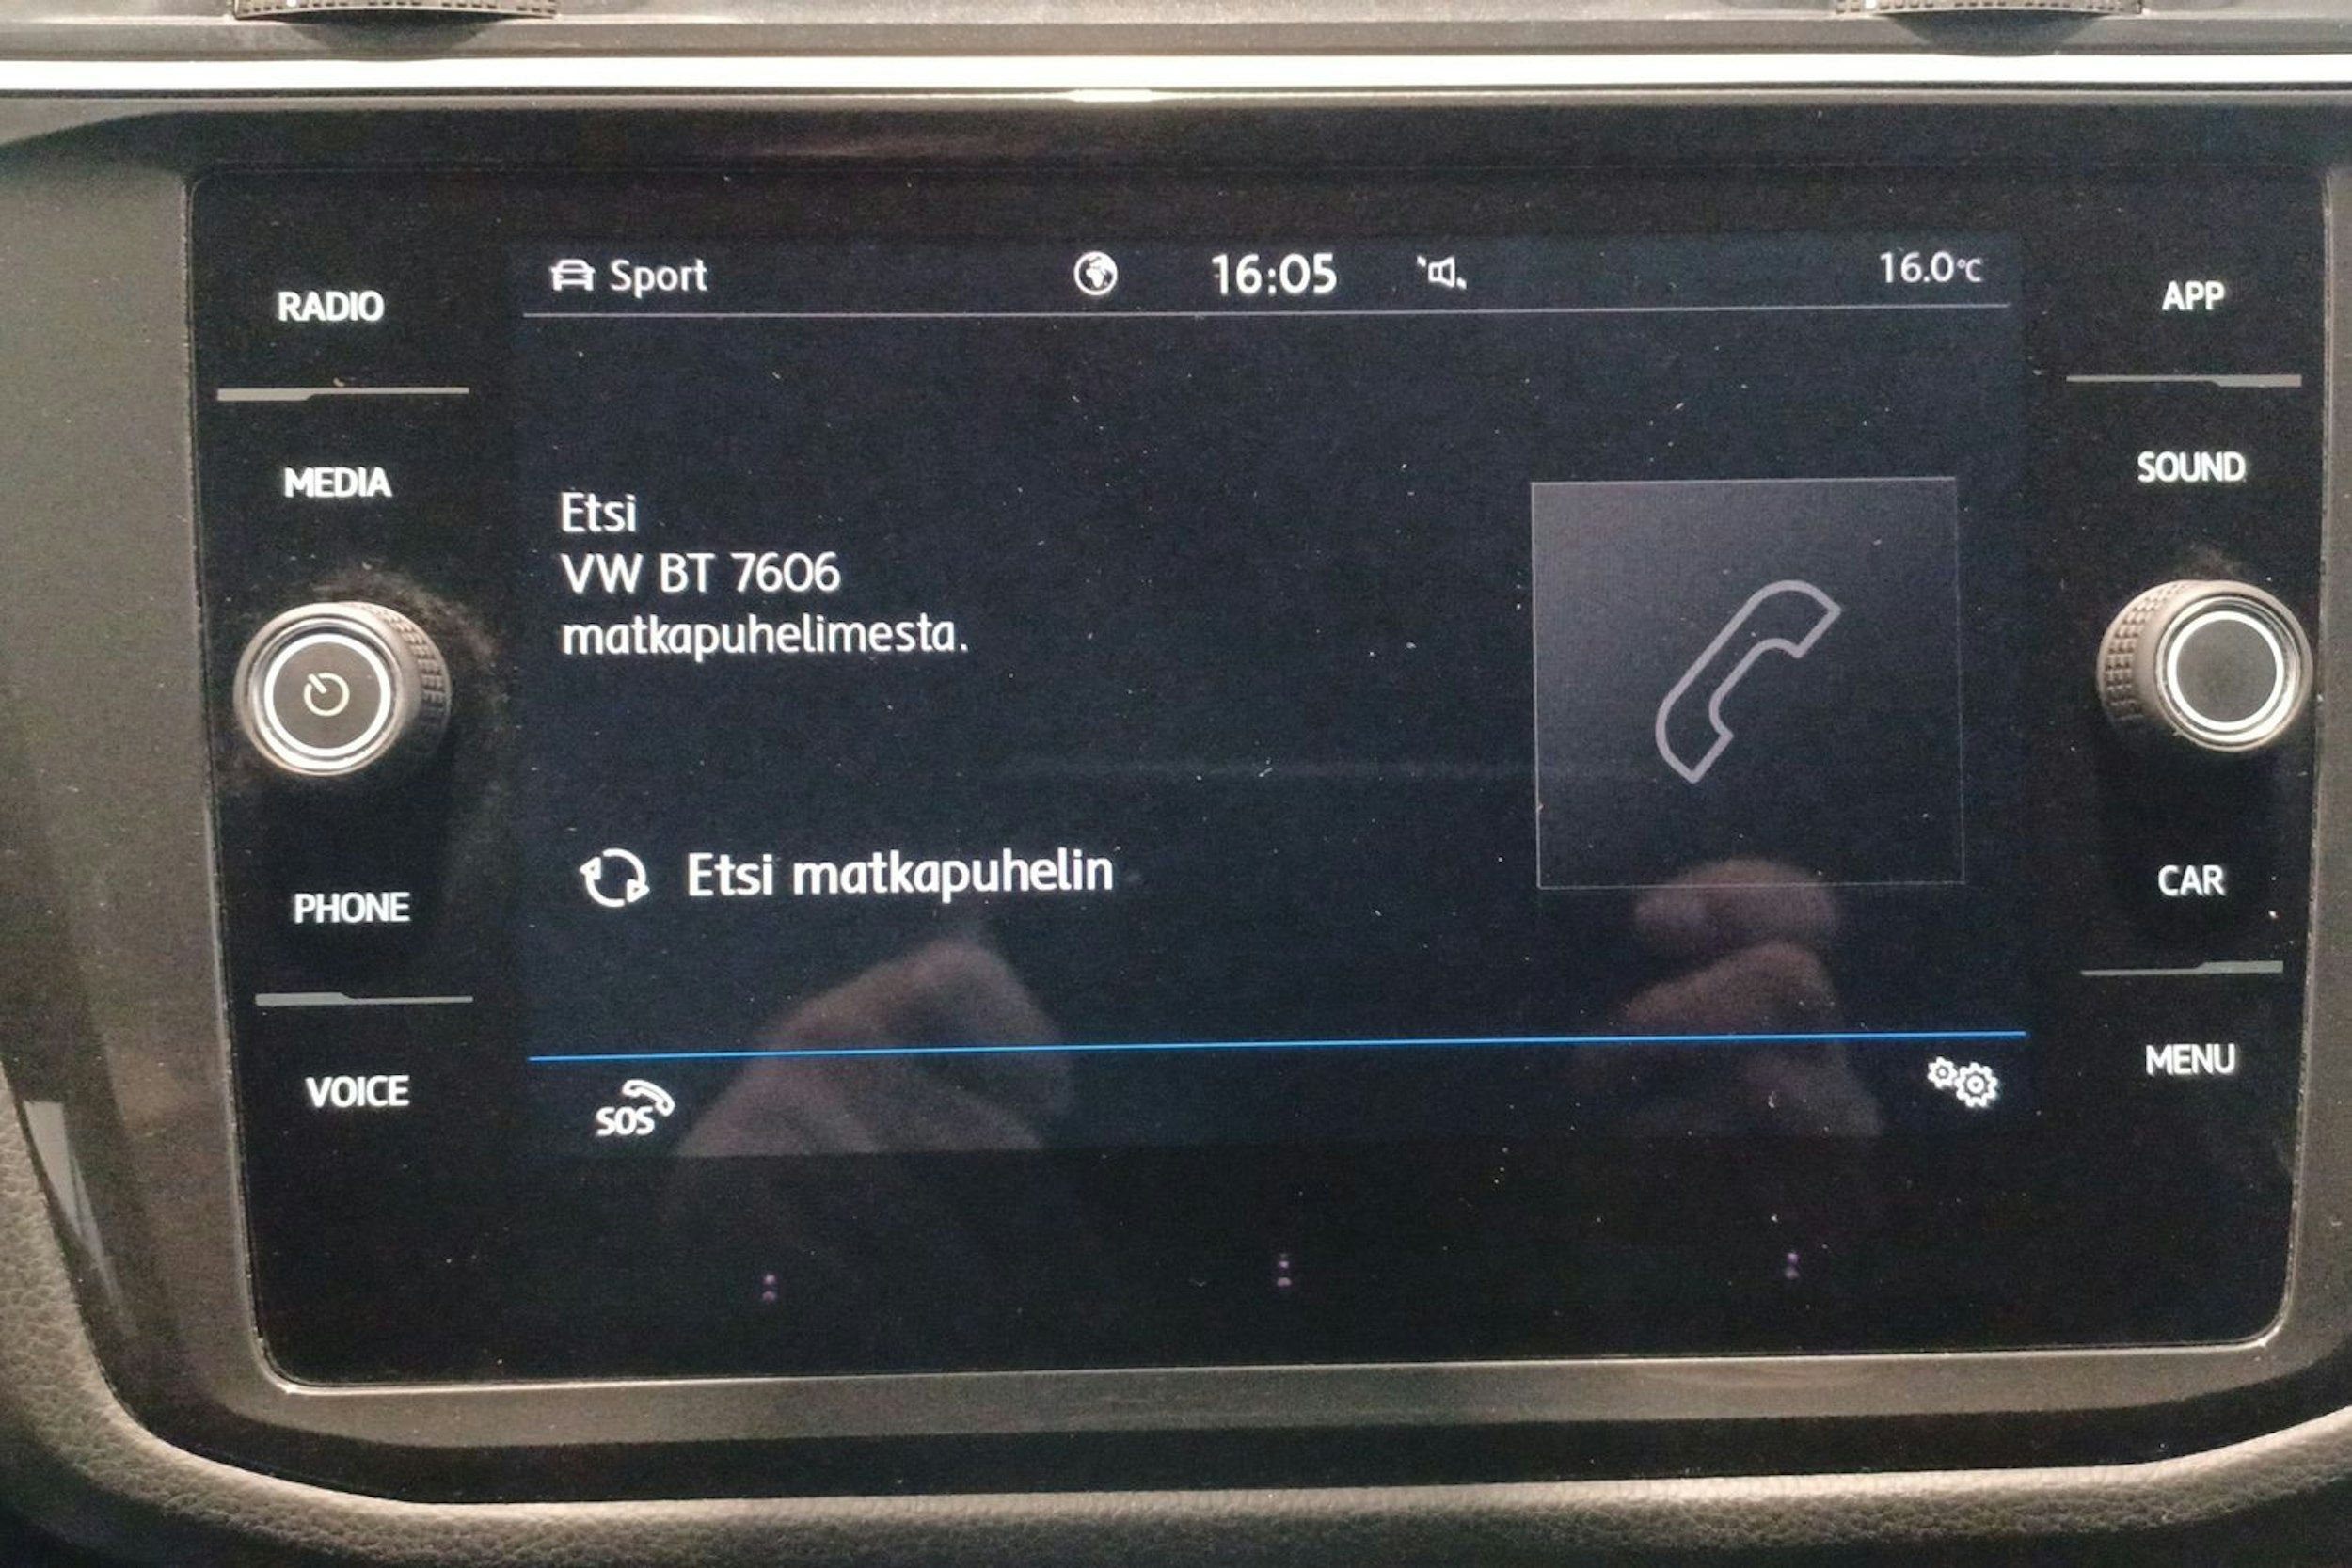 Sport
16:05
16.0°C
RADIO
MEDIA
PHONE
VOICE
Etsi
VW BT 7606
matkapuhelimesta.
Etsi matkapuhelin
SOS
APP
SOUND
CAR
MENU